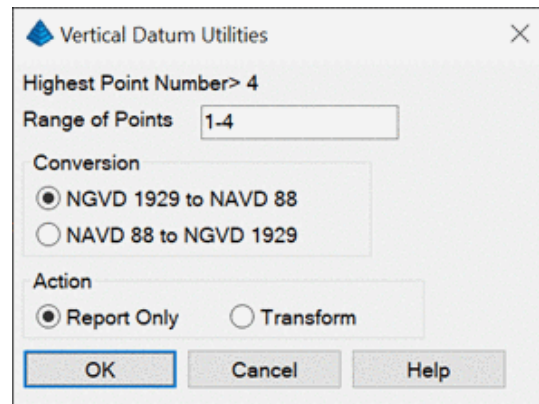 Vertical Datum Utilities
Highest Point Number> 4
Range of Points 1-4
Conversion
NGVD 1929 to NAVD 88
NAVD 88 to NGVD 1929
Action
Report Only Transform
OK Cancel Help